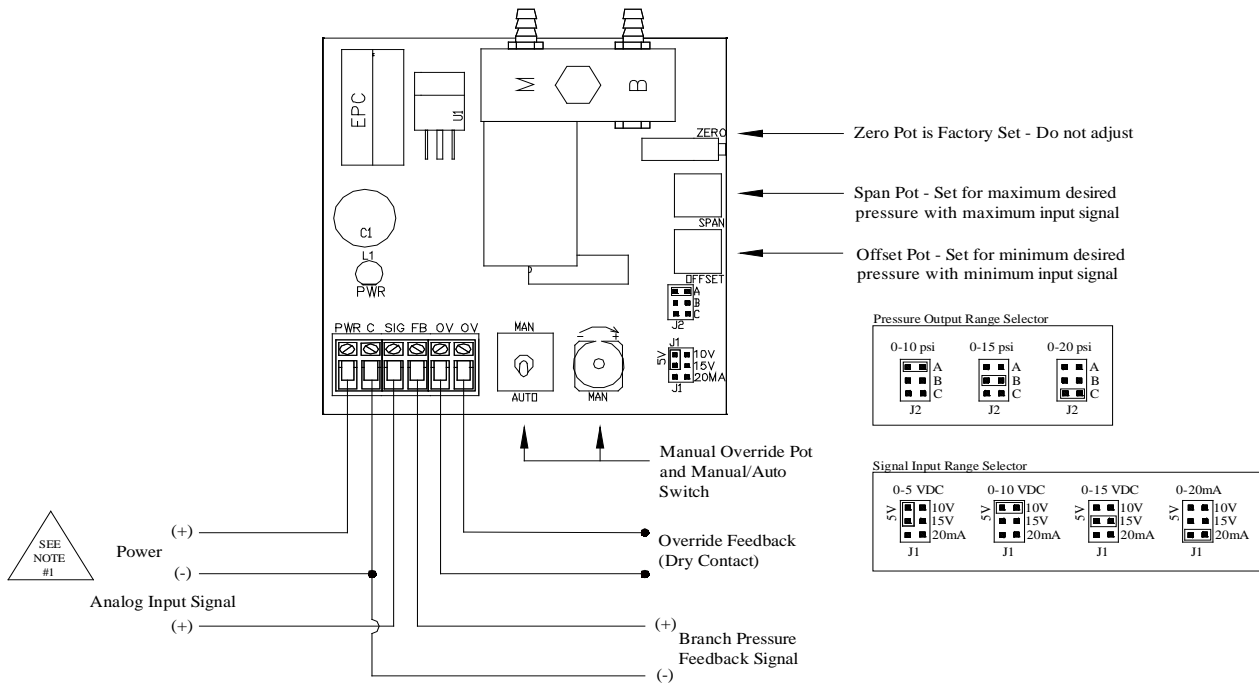 M
B
EPC
U1
ZERO
Zero Pot is Factory Set - Do not adjust
Span Pot - Set for maximum desired
pressure with maximum input signal
SPAN
C1
L1
PWR
Offset Pot - Set for minimum desired
pressure with minimum input signal
OFFSET
A
B
C
J2
PWR C SIG FB OV OV
MAN
AUTO
- +
MAN
J1
5V
10V
15V
20MA
J1
Pressure Output Range Selector
0-10 psi 0-15 psi 0-20 psi
A A A
B B B
C C C
J2 J2 J2
Manual Override Pot
and Manual/Auto
Switch
Signal Input Range Selector
0-5 VDC 0-10 VDC 0-15 VDC 0-20mA
5V 10V 5V 10V 5V 10V 5V 10V
15V 15V 15V 15V
20mA 20mA 20mA 20mA
J1 J1 J1 J1
SEE
NOTE
#1
(+)
Power
(-)
Analog Input Signal
(+)
Override Feedback
(Dry Contact)
(+)
Branch Pressure
Feedback Signal
(-)